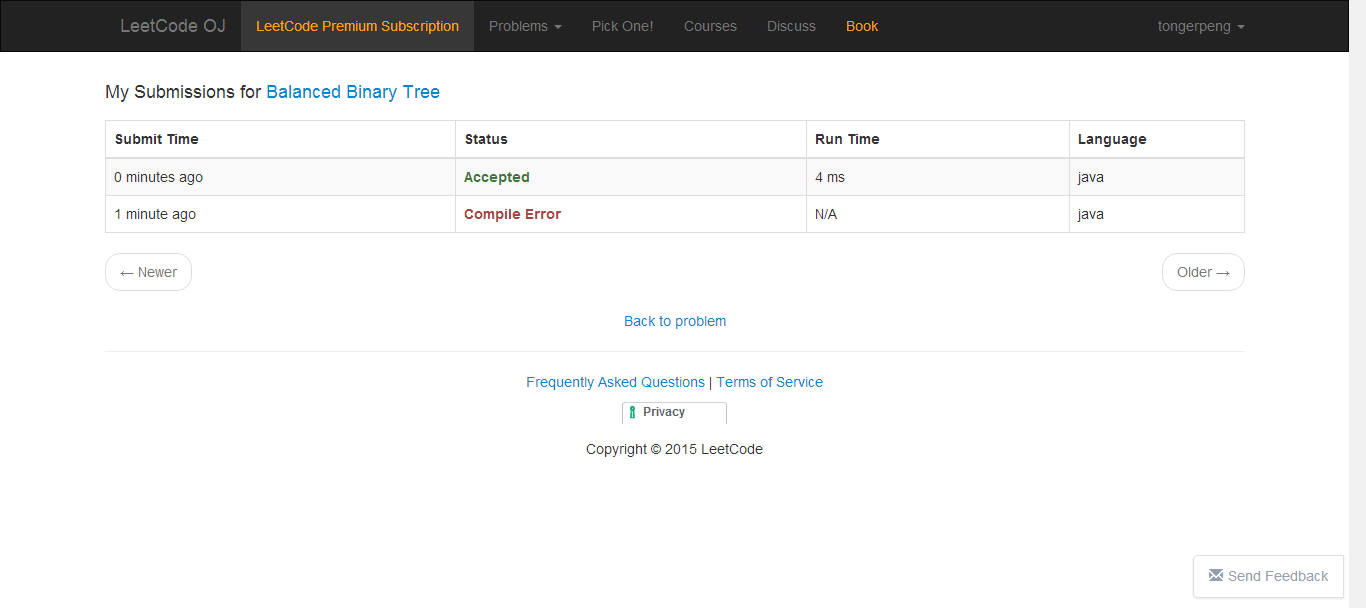 LeetCode OJ LeetCode Premium Subscription Problems Pick One! Courses Discuss Book tongerpeng
My Submissions for Balanced Binary Tree
Submit Time Status Run Time Language
0 minutes ago Accepted 4 ms java
1 minute ago Compile Error N/A java
← Newer Older →
Back to problem
Frequently Asked Questions | Terms of Service
Privacy
Copyright © 2015 LeetCode
Send Feedback